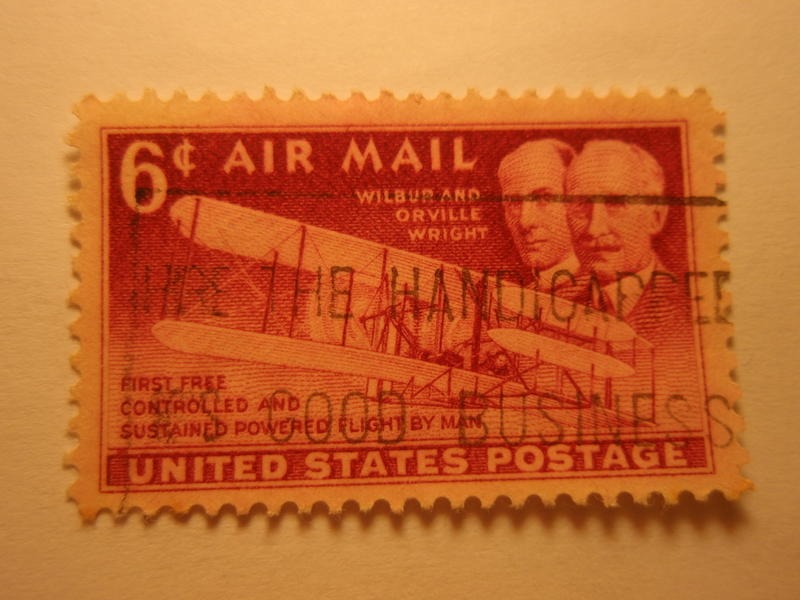 6¢ AIR MAIL
WILBUR AND
ORVILLE
WRIGHT
HIRE THE HANDICAPPED
FIRST FREE
CONTROLLED AND
SUSTAINED POWERED FLIGHT BY MAN
GOOD BUSINESS
UNITED STATES POSTAGE